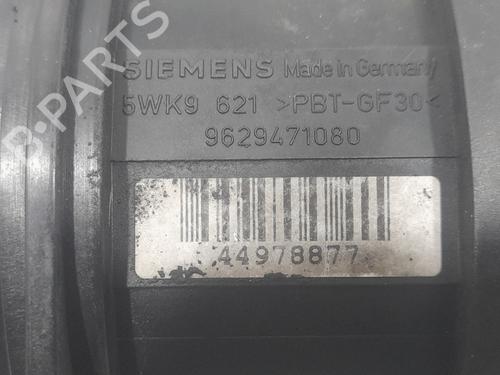 B-PARTS
SIEMENS Made in Germany
5WK9 621 >PBT-GF30<
9629471080
44978877